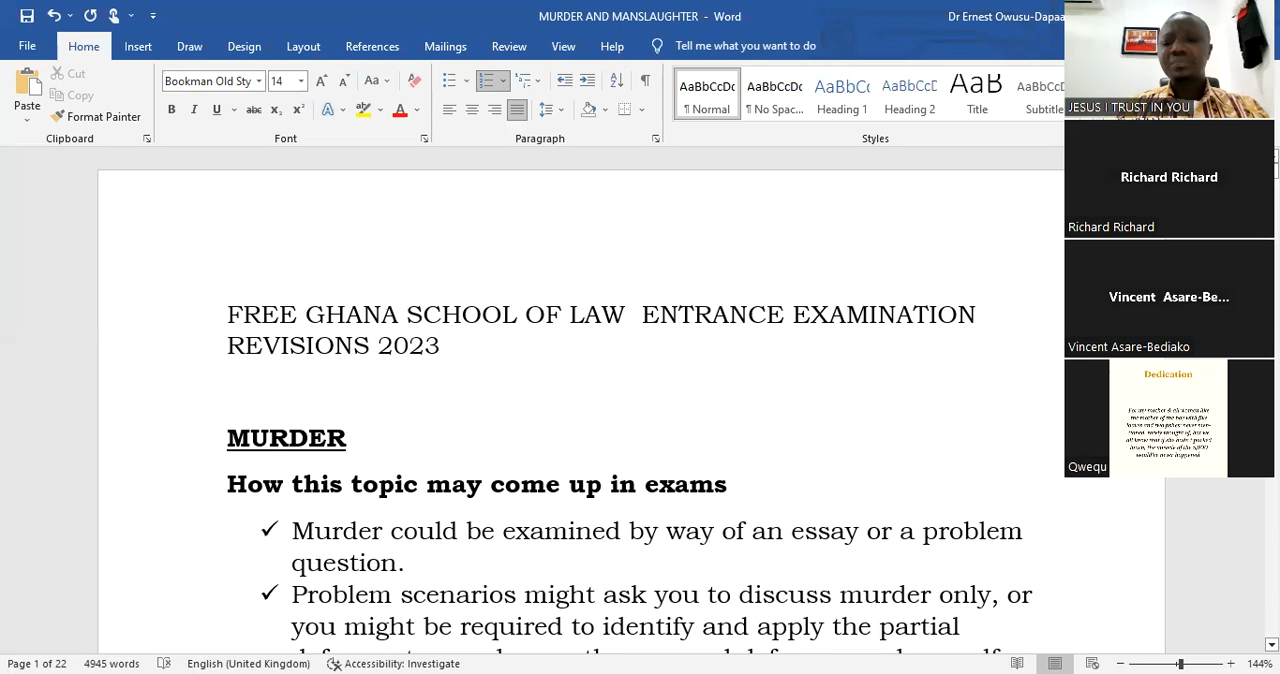 MURDER AND MANSLAUGHTER - Word
Dr Ernest Owusu-Dapaa
File Home Insert Draw Design Layout References Mailings Review View Help Tell me what you want to do
Paste
Cut
Copy
Format Painter
Clipboard
Bookman Old Sty 14
Font
Paragraph
AaBbCcDc AaBbCcDc AaBbCc AaBbCcD AaB AaBbCcD
¶ Normal ¶ No Spac... Heading 1 Heading 2 Title Subtitle
Styles
JESUS I TRUST IN YOU
Richard Richard
Richard Richard
Vincent Asare-Be...
Vincent Asare-Bediako
Dedication
Qwequ
FREE GHANA SCHOOL OF LAW ENTRANCE EXAMINATION
REVISIONS 2023
MURDER
How this topic may come up in exams
✓ Murder could be examined by way of an essay or a problem
question.
✓ Problem scenarios might ask you to discuss murder only, or
you might be required to identify and apply the partial
Page 1 of 22 4945 words English (United Kingdom) Accessibility: Investigate 144%